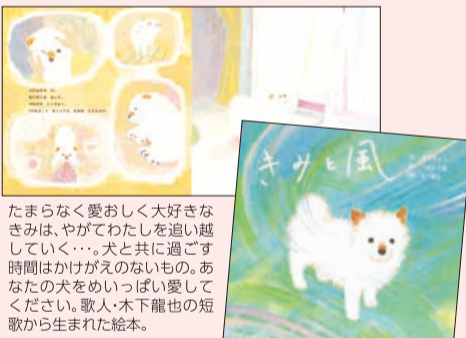 きみと風
たまらなく愛おしく大好きな
きみは、やがてわたしを追い越
していく・・・。犬と共に過ごす
時間はかけがえのないもの。あ
なたの犬をめいっぱい愛して
ください。歌人・木下龍也の短
歌から生まれた絵本。